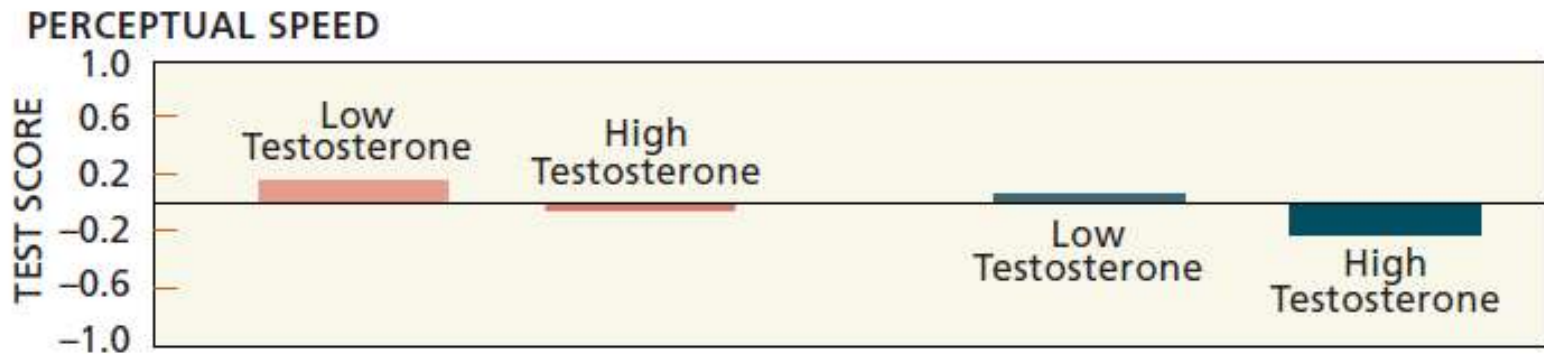 PERCEPTUAL SPEED
TEST SCORE
1.0
0.6
0.2
–0.2
–0.6
–1.0
Low
Testosterone
High
Testosterone
Low
Testosterone
High
Testosterone